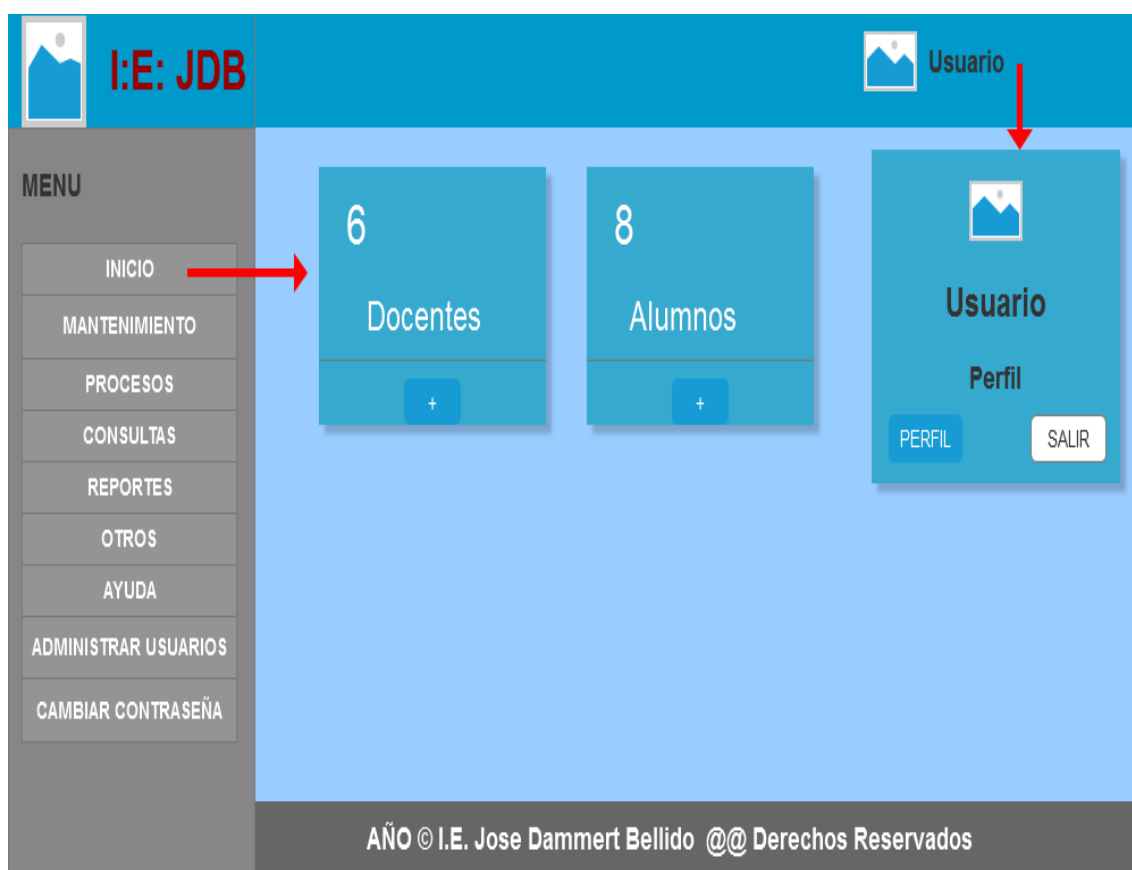 I:E: JDB
Usuario
MENU
INICIO
MANTENIMIENTO
PROCESOS
CONSULTAS
REPORTES
OTROS
AYUDA
ADMINISTRAR USUARIOS
CAMBIAR CONTRASEÑA
6
Docentes
+
8
Alumnos
+
Usuario
Perfil
PERFIL
SALIR
AÑO © I.E. Jose Dammert Bellido @@ Derechos Reservados